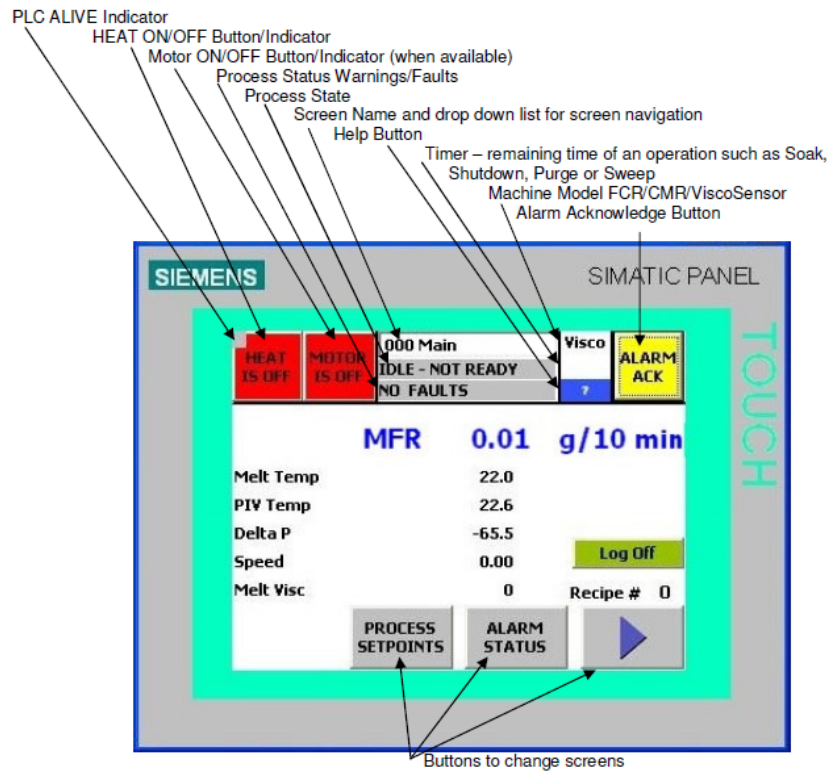 PLC ALIVE Indicator
HEAT ON/OFF Button/Indicator
Motor ON/OFF Button/Indicator (when available)
Process Status Warnings/Faults
Process State
Screen Name and drop down list for screen navigation
Help Button
Timer – remaining time of an operation such as Soak,
Shutdown, Purge or Sweep
Machine Model FCR/CMR/ViscoSensor
Alarm Acknowledge Button
SIEMENS
SIMATIC PANEL
TOUCH
HEAT
IS OFF
MOTOR
IS OFF
000 Main
IDLE - NOT READY
NO FAULTS
Visco
?
ALARM
ACK
MFR 0.01 g/10 min
Melt Temp 22.0
PIV Temp 22.6
Delta P -65.5
Speed 0.00
Log Off
Melt Visc 0
Recipe # 0
PROCESS
SETPOINTS
ALARM
STATUS
Buttons to change screens